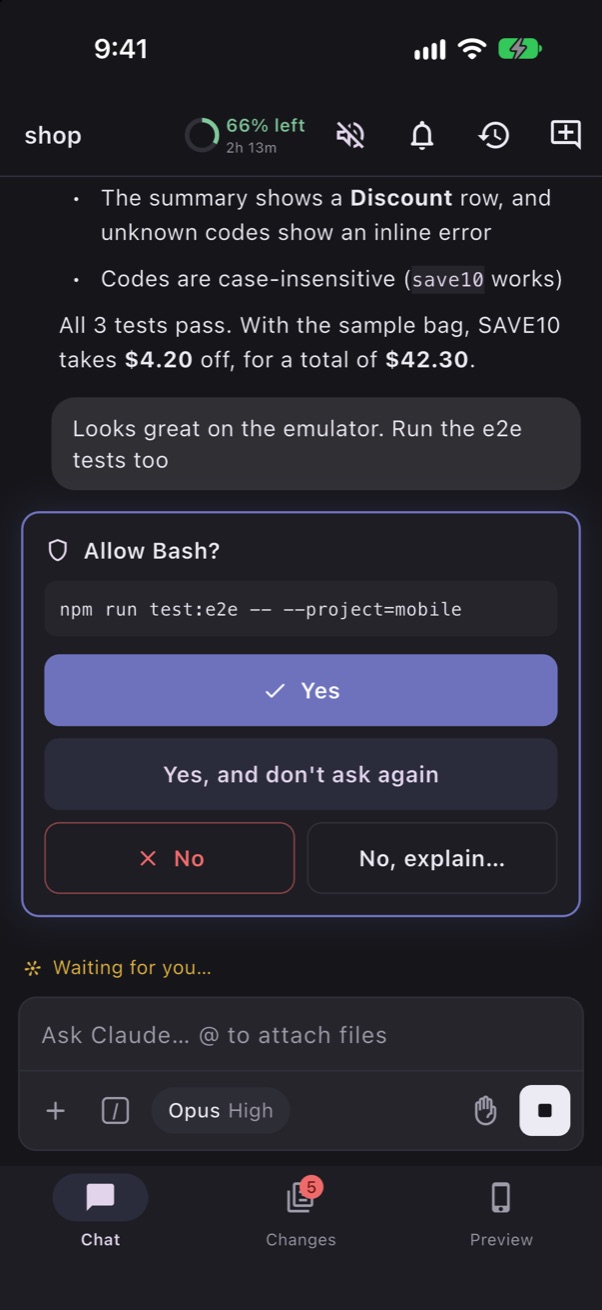 9:41
shop
66% left
2h 13m
• The summary shows a Discount row, and
unknown codes show an inline error
• Codes are case-insensitive (save10 works)
All 3 tests pass. With the sample bag, SAVE10
takes $4.20 off, for a total of $42.30.
Looks great on the emulator. Run the e2e
tests too
Allow Bash?
npm run test:e2e -- --project=mobile
Yes
Yes, and don't ask again
No
No, explain...
Waiting for you...
Ask Claude... @ to attach files
/
Opus High
5
Chat
Changes
Preview